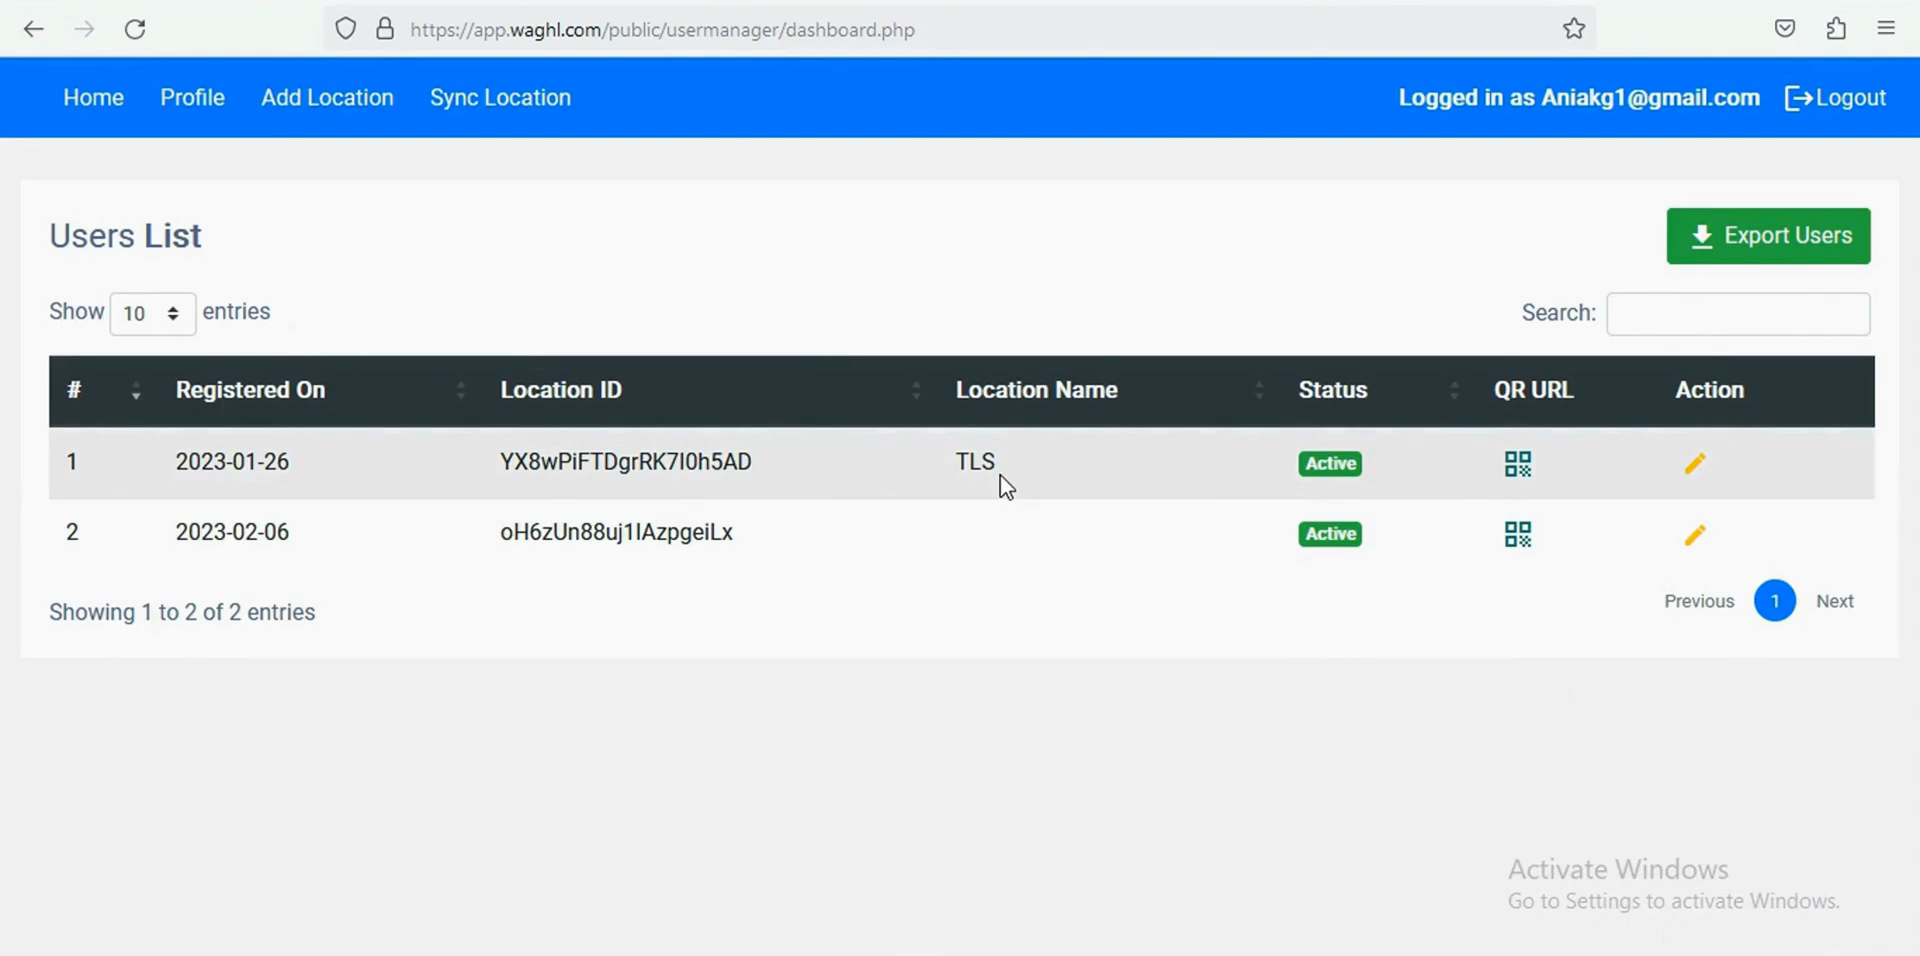 https://app.waghl.com/public/usermanager/dashboard.php
Home Profile Add Location Sync Location Logged in as Aniakg1@gmail.com Logout
Users List Export Users
Show 10 entries Search:
# Registered On Location ID Location Name Status QR URL Action
1 2023-01-26 YX8wPiFTDgrRK7I0h5AD TLS Active
2 2023-02-06 oH6zUn88uj1IAzpgeiLx Active
Showing 1 to 2 of 2 entries Previous 1 Next
Activate Windows
Go to Settings to activate Windows.